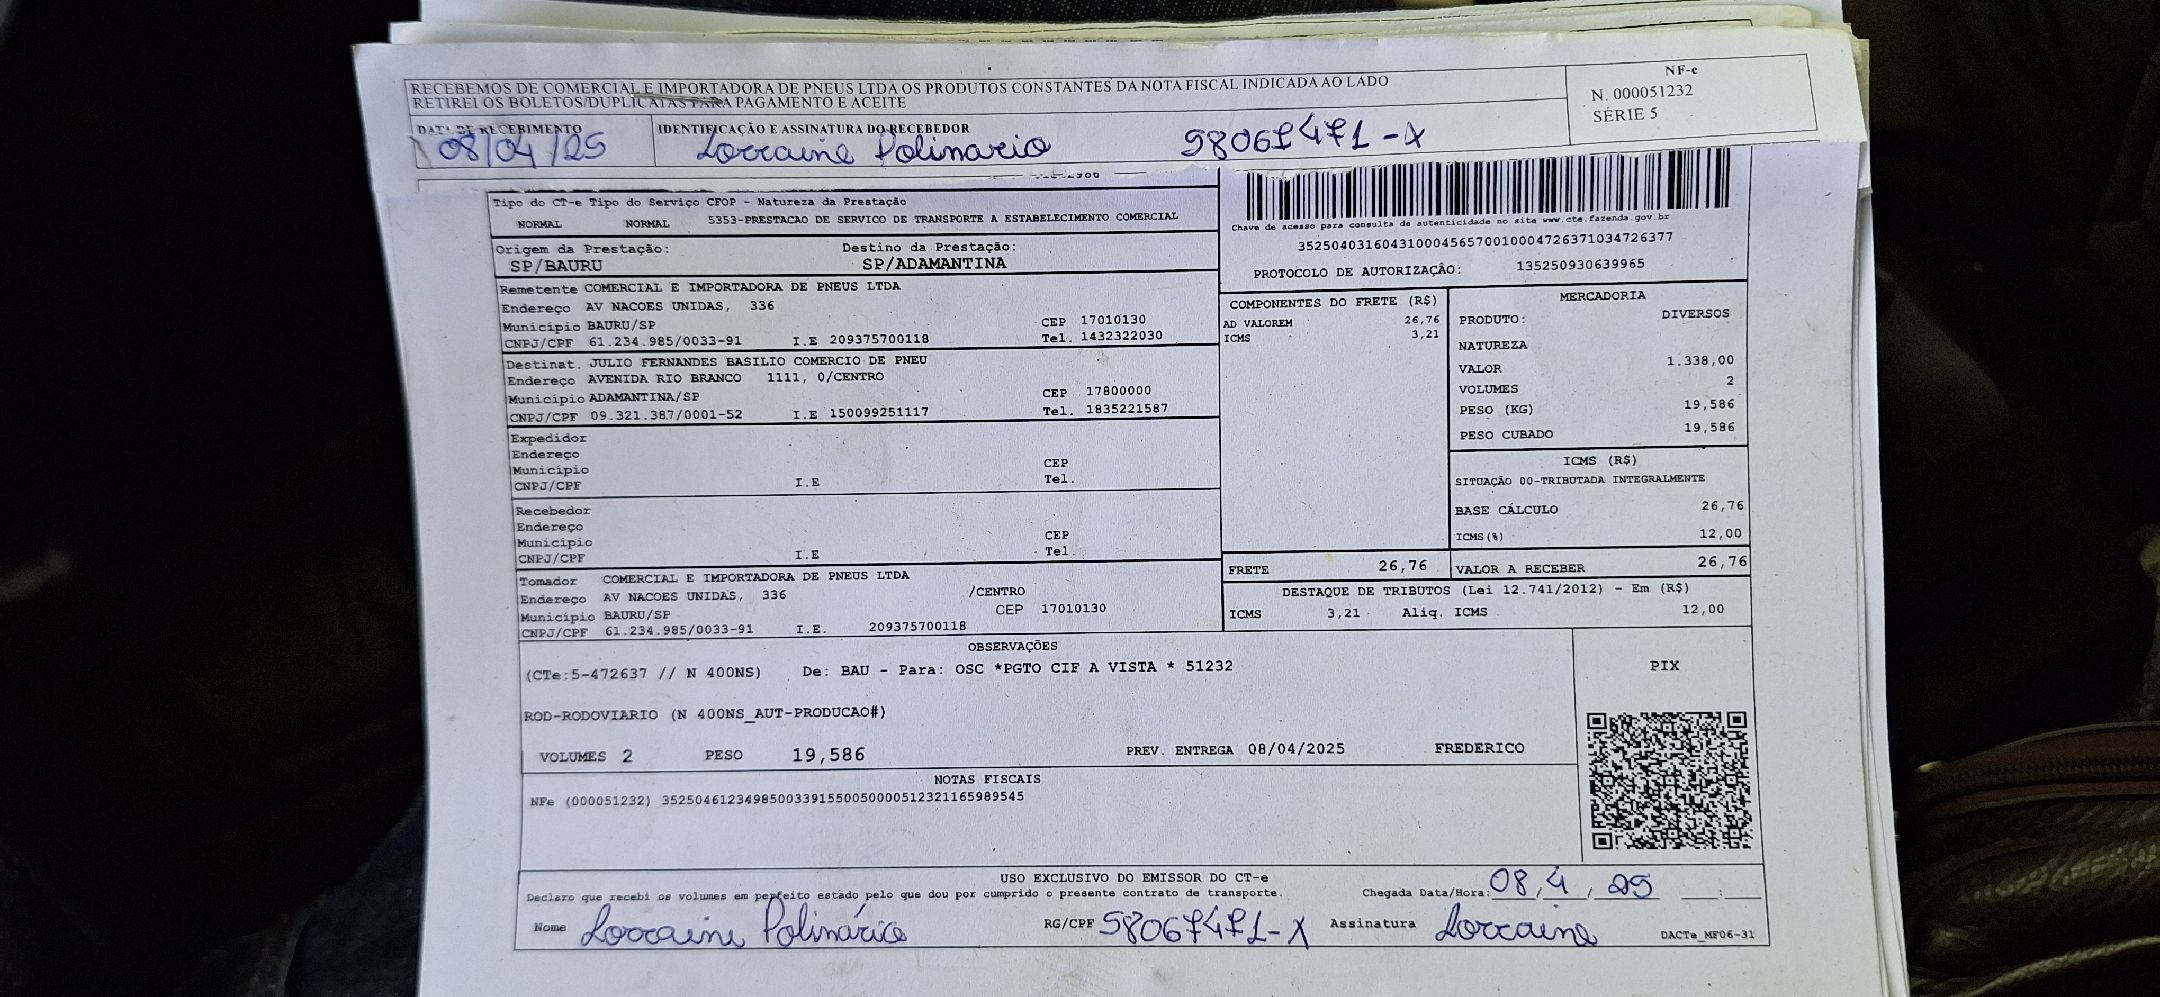 RECEBEMOS DE COMERCIAL E IMPORTADORA DE PNEUS LTDA OS PRODUTOS CONSTANTES DA NOTA FISCAL INDICADA AO LADO
RETIREI OS BOLETOS/DUPLICATAS PARA PAGAMENTO E ACEITE
NF-e
N. 000051232
SÉRIE 5
DATA DE RECEBIMENTO
08/04/25
IDENTIFICAÇÃO E ASSINATURA DO RECEBEDOR
Lorraine Polinario 58067471-X
Tipo do CT-e Tipo do Serviço CFOP - Natureza da Prestação
NORMAL NORMAL 5353-PRESTACAO DE SERVICO DE TRANSPORTE A ESTABELECIMENTO COMERCIAL
Origem da Prestação: Destino da Prestação:
SP/BAURU SP/ADAMANTINA
Remetente COMERCIAL E IMPORTADORA DE PNEUS LTDA
Endereço AV NACOES UNIDAS, 336
Município BAURU/SP CEP 17010130
CNPJ/CPF 61.234.985/0033-91 I.E 209375700118 Tel. 1432322030
Destinat. JULIO FERNANDES BASILIO COMERCIO DE PNEU
Endereço AVENIDA RIO BRANCO 1111, 0/CENTRO
Município ADAMANTINA/SP CEP 17800000
CNPJ/CPF 09.321.387/0001-52 I.E 150099251117 Tel. 1835221587
Expedidor
Endereço
Município CEP
CNPJ/CPF I.E Tel.
Recebedor
Endereço
Município CEP
CNPJ/CPF I.E Tel.
Tomador COMERCIAL E IMPORTADORA DE PNEUS LTDA
Endereço AV NACOES UNIDAS, 336 /CENTRO
Município BAURU/SP CEP 17010130
CNPJ/CPF 61.234.985/0033-91 I.E. 209375700118
Chave de acesso para consulta de autenticidade no site www.cte.fazenda.gov.br
35250403160431000456570010004726371034726377
PROTOCOLO DE AUTORIZAÇÂO: 135250930639965
COMPONENTES DO FRETE (R$)
AD VALOREM 26,76
ICMS 3,21
MERCADORIA
PRODUTO: DIVERSOS
NATUREZA
VALOR 1.338,00
VOLUMES 2
PESO (KG) 19,586
PESO CUBADO 19,586
ICMS (R$)
SITUAÇÃO 00-TRIBUTADA INTEGRALMENTE
BASE CÁLCULO 26,76
ICMS(%) 12,00
FRETE 26,76 VALOR A RECEBER 26,76
DESTAQUE DE TRIBUTOS (Lei 12.741/2012) - Em (R$)
ICMS 3,21 Aliq. ICMS 12,00
OBSERVAÇÕES
(CTe:5-472637 // N 400NS) De: BAU - Para: OSC *PGTO CIF A VISTA * 51232
ROD-RODOVIARIO (N 400NS_AUT-PRODUCAO#)
VOLUMES 2 PESO 19,586 PREV. ENTREGA 08/04/2025 FREDERICO
PIX
NOTAS FISCAIS
NFe (000051232) 35250461234985003391550050000512321165989545
USO EXCLUSIVO DO EMISSOR DO CT-e
Declaro que recebi os volumes em perfeito estado pelo que dou por cumprido o presente contrato de transporte. Chegada Data/Hora: 08/4/25 :
Nome Lorraine Polinário RG/CPF 58067471-X Assinatura Lorraine
DACTe_MF06-31